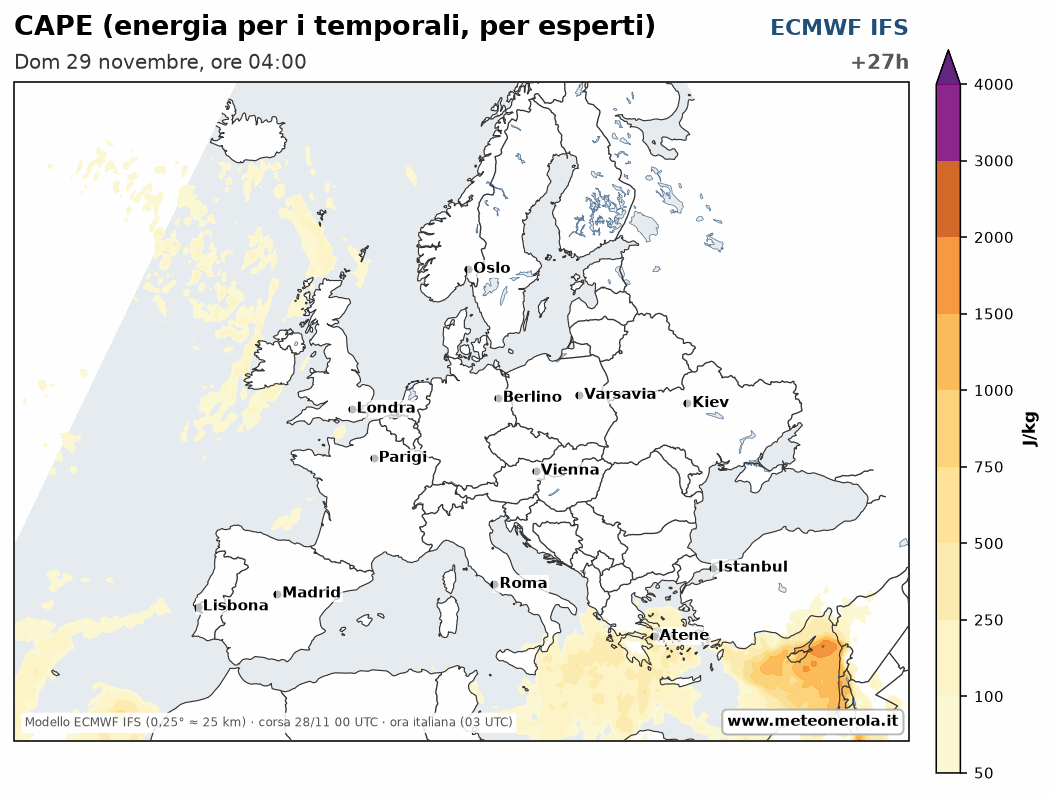 CAPE (energia per i temporali, per esperti)
ECMWF IFS
Dom 29 novembre, ore 04:00
+27h
4000
3000
2000
1500
1000
750
500
250
100
50
J/kg
Oslo
Londra
Berlino
Varsavia
Kiev
Parigi
Vienna
Istanbul
Madrid
Roma
Lisbona
Atene
Modello ECMWF IFS (0,25° ≈ 25 km) · corsa 28/11 00 UTC · ora italiana (03 UTC)
www.meteonerola.it